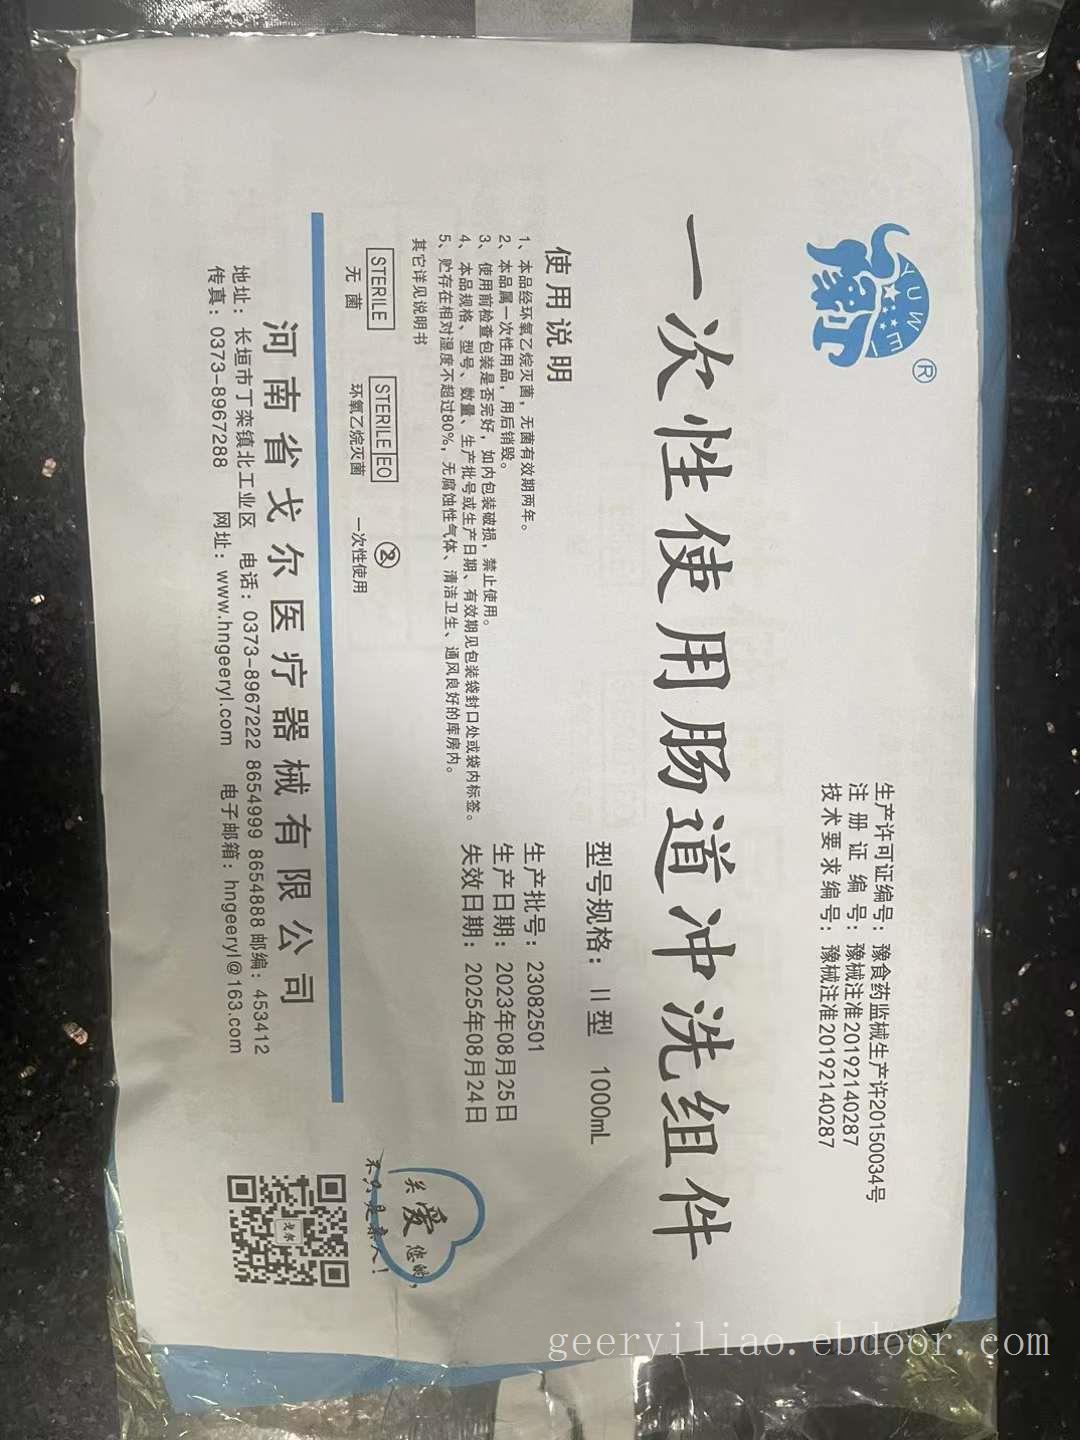 YUWEI
豫卫
®
生产许可证编号：豫食药监械生产许20150034号
注册证编号：豫械注准20192140287
技术要求编号：豫械注准20192140287
一次性使用肠道冲洗组件
型号规格：II型 1000mL
使用说明
1、本品经环氧乙烷灭菌，无菌有效期两年。
2、本品属一次性用品，用后销毁。
3、使用前检查包装是否完好，如内包装破损，禁止使用。
4、本品规格、型号、数量、生产批号或生产日期、有效期见包装袋封口处或袋内标签。
5、贮存在相对湿度不超过80%，无腐蚀性气体、清洁卫生、通风良好的库房内。
其它详见说明书
生产批号：23082501
生产日期：2023年08月25日
失效日期：2025年08月24日
STERILE
无菌
STERILE EO
环氧乙烷灭菌
2
一次性使用
关爱您的，
不只是亲人！
河南省戈尔医疗器械有限公司
地址：长垣市丁栾镇北工业区 电话：0373-8967222 8654999 8654888 邮编：453412
传真：0373-8967288 网址：www.hngeeryl.com 电子邮箱：hngeeryl@163.com
戈尔
geeryiliao.ebdoor.com